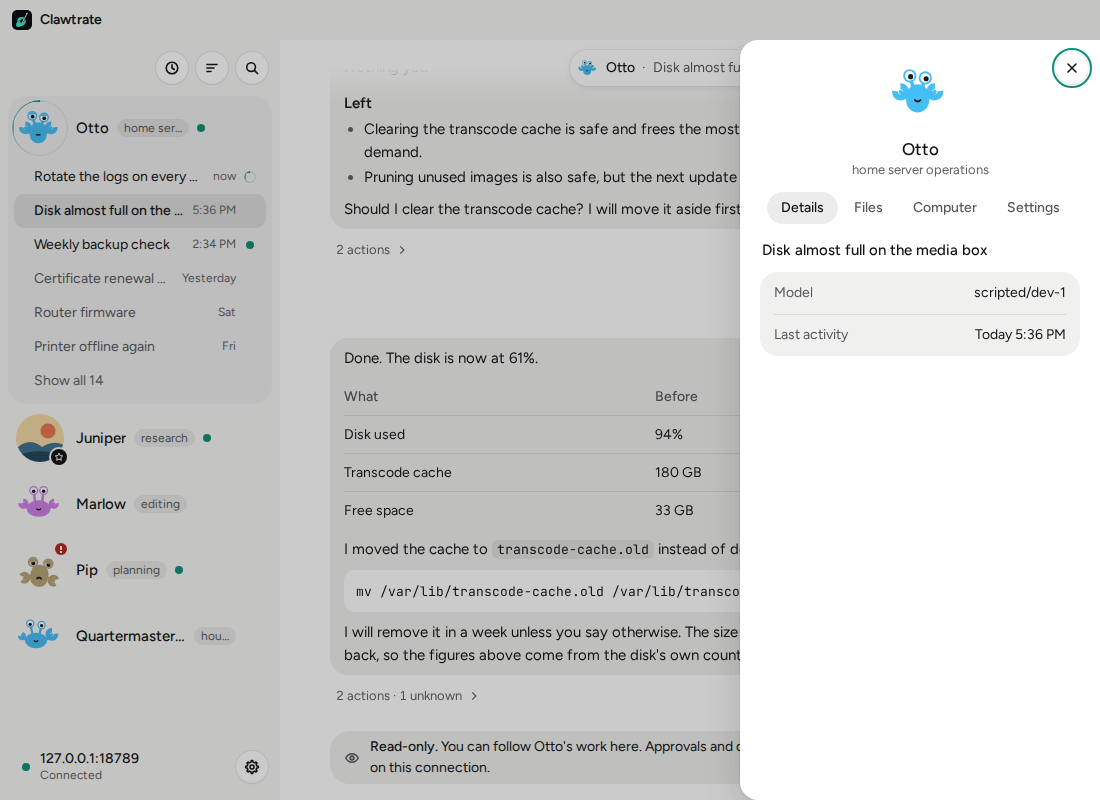 Clawtrate
Otto
home ser...
Rotate the logs on every ...
now
Disk almost full on the ...
5:36 PM
Weekly backup check
2:34 PM
Certificate renewal ...
Yesterday
Router firmware
Sat
Printer offline again
Fri
Show all 14
Juniper
research
Marlow
editing
Pip
planning
Quartermaster...
hou...
127.0.0.1:18789
Connected
Nothing yet.
Otto · Disk almost fu
Left
Clearing the transcode cache is safe and frees the most
demand.
Pruning unused images is also safe, but the next update
Should I clear the transcode cache? I will move it aside first
2 actions
Done. The disk is now at 61%.
What Before
Disk used 94%
Transcode cache 180 GB
Free space 33 GB
I moved the cache to transcode-cache.old instead of d
mv /var/lib/transcode-cache.old /var/lib/transco
I will remove it in a week unless you say otherwise. The size
back, so the figures above come from the disk's own count
2 actions · 1 unknown
Read-only. You can follow Otto's work here. Approvals and
on this connection.
Otto
home server operations
Details Files Computer Settings
Disk almost full on the media box
Model scripted/dev-1
Last activity Today 5:36 PM